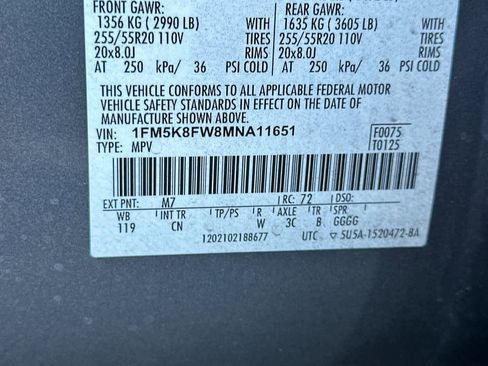 FRONT GAWR: REAR GAWR:
1356 KG ( 2990 LB) 1635 KG ( 3605 LB)
255/55R20 110V TIRES 255/55R20 110V TIRES
20x8.0J RIMS 20x8.0J RIMS
AT 250 kPa/ 36 PSI COLD AT 250 kPa/ 36 PSI COLD
THIS VEHICLE CONFORMS TO ALL APPLICABLE FEDERAL MOTOR
VEHICLE SAFETY STANDARDS IN EFFECT ON THE DATE OF
MANUFACTURE SHOWN ABOVE.
VIN: 1FM5K8FW8MNA11651 F0075
TYPE: MPV T0125
EXT PNT: M7 RC: 72 DSO:
WB INT TR TP/PS R AXLE TR SPR
119 CN W 3C B GGGG
1202102188677 UTC ▽ 5U5A-1520472-BA